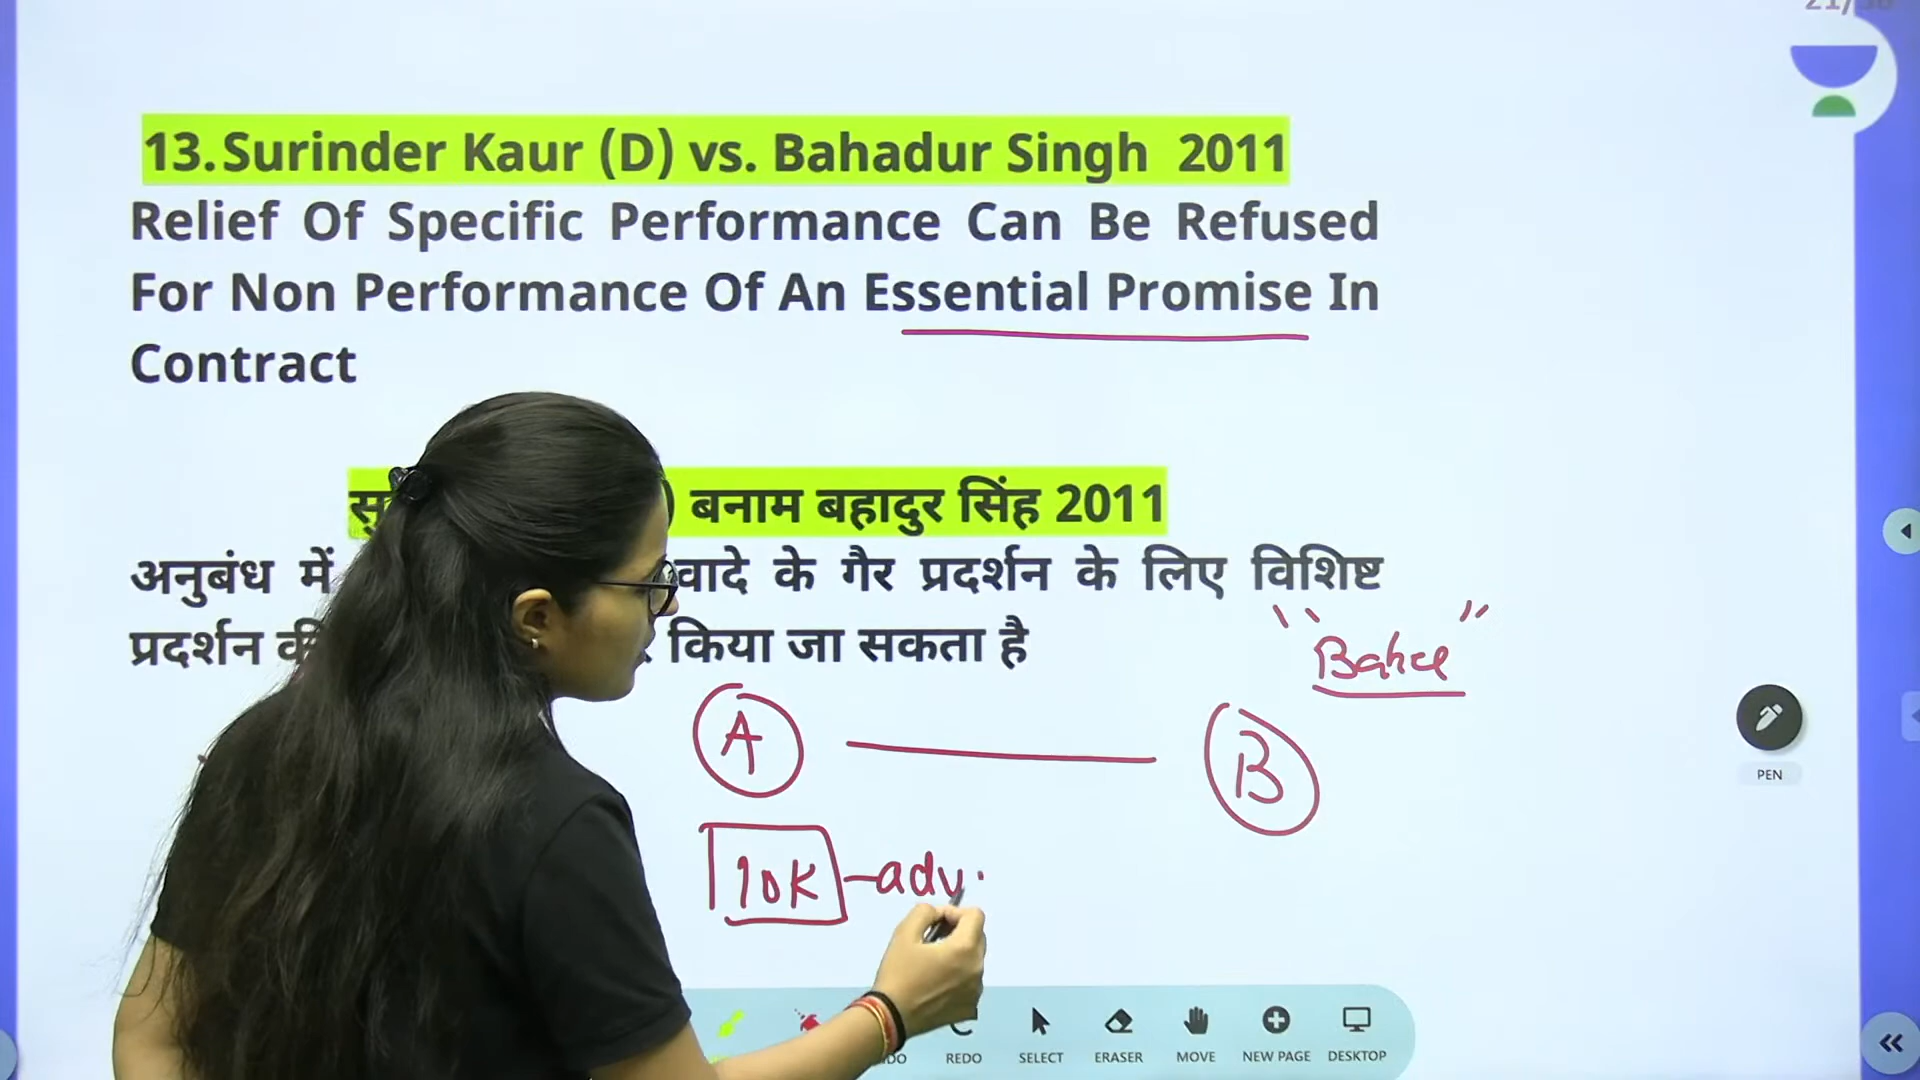 13. Surinder Kaur (D) vs. Bahadur Singh 2011
Relief Of Specific Performance Can Be Refused
For Non Performance Of An Essential Promise In
Contract
बनाम बहादुर सिंह 2011
अनुबंध में वादे के गैर प्रदर्शन के लिए विशिष्ट
प्रदर्शन किया जा सकता है
A
B
10K - adv.
PEN
REDO
SELECT
ERASER
MOVE
NEW PAGE
DESKTOP